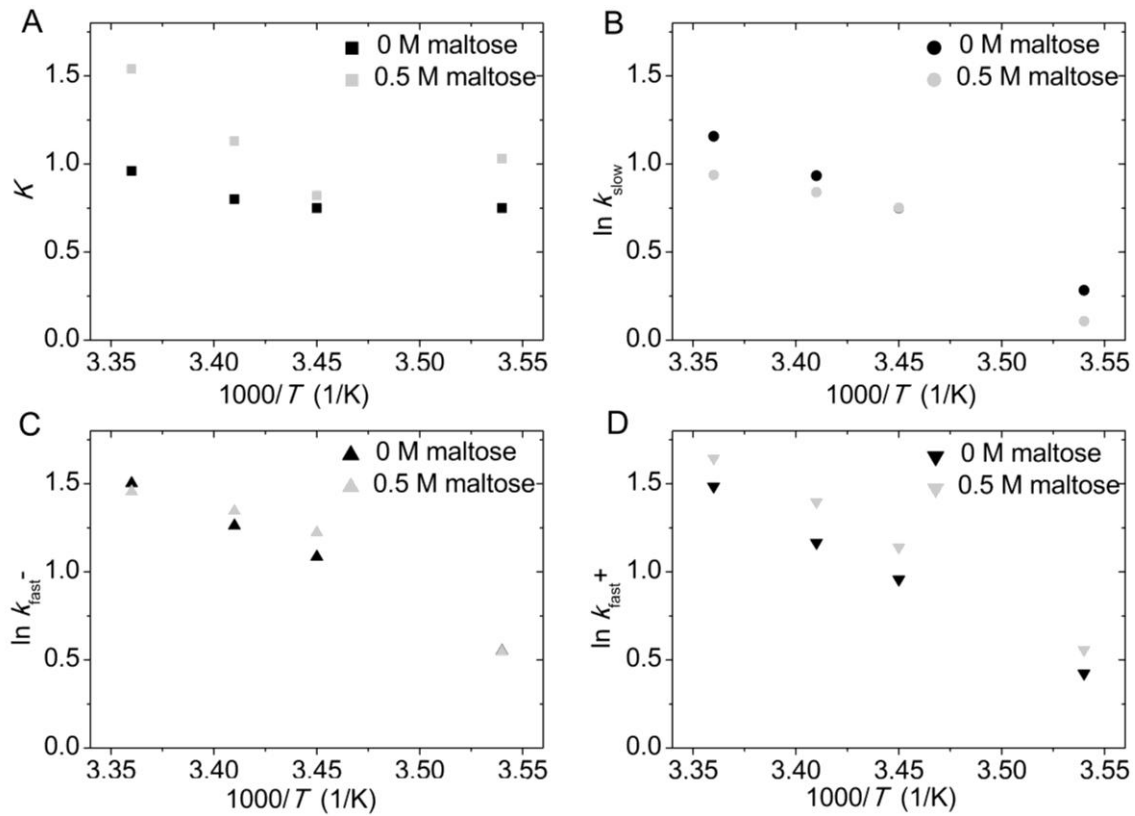 A
0 M maltose
0.5 M maltose
K
1.5
1.0
0.5
0.0
3.35 3.40 3.45 3.50 3.55
1000/T (1/K)
B
0 M maltose
0.5 M maltose
ln kslow
1.5
1.0
0.5
0.0
3.35 3.40 3.45 3.50 3.55
1000/T (1/K)
C
0 M maltose
0.5 M maltose
ln kfast-
1.5
1.0
0.5
0.0
3.35 3.40 3.45 3.50 3.55
1000/T (1/K)
D
0 M maltose
0.5 M maltose
ln kfast+
1.5
1.0
0.5
0.0
3.35 3.40 3.45 3.50 3.55
1000/T (1/K)